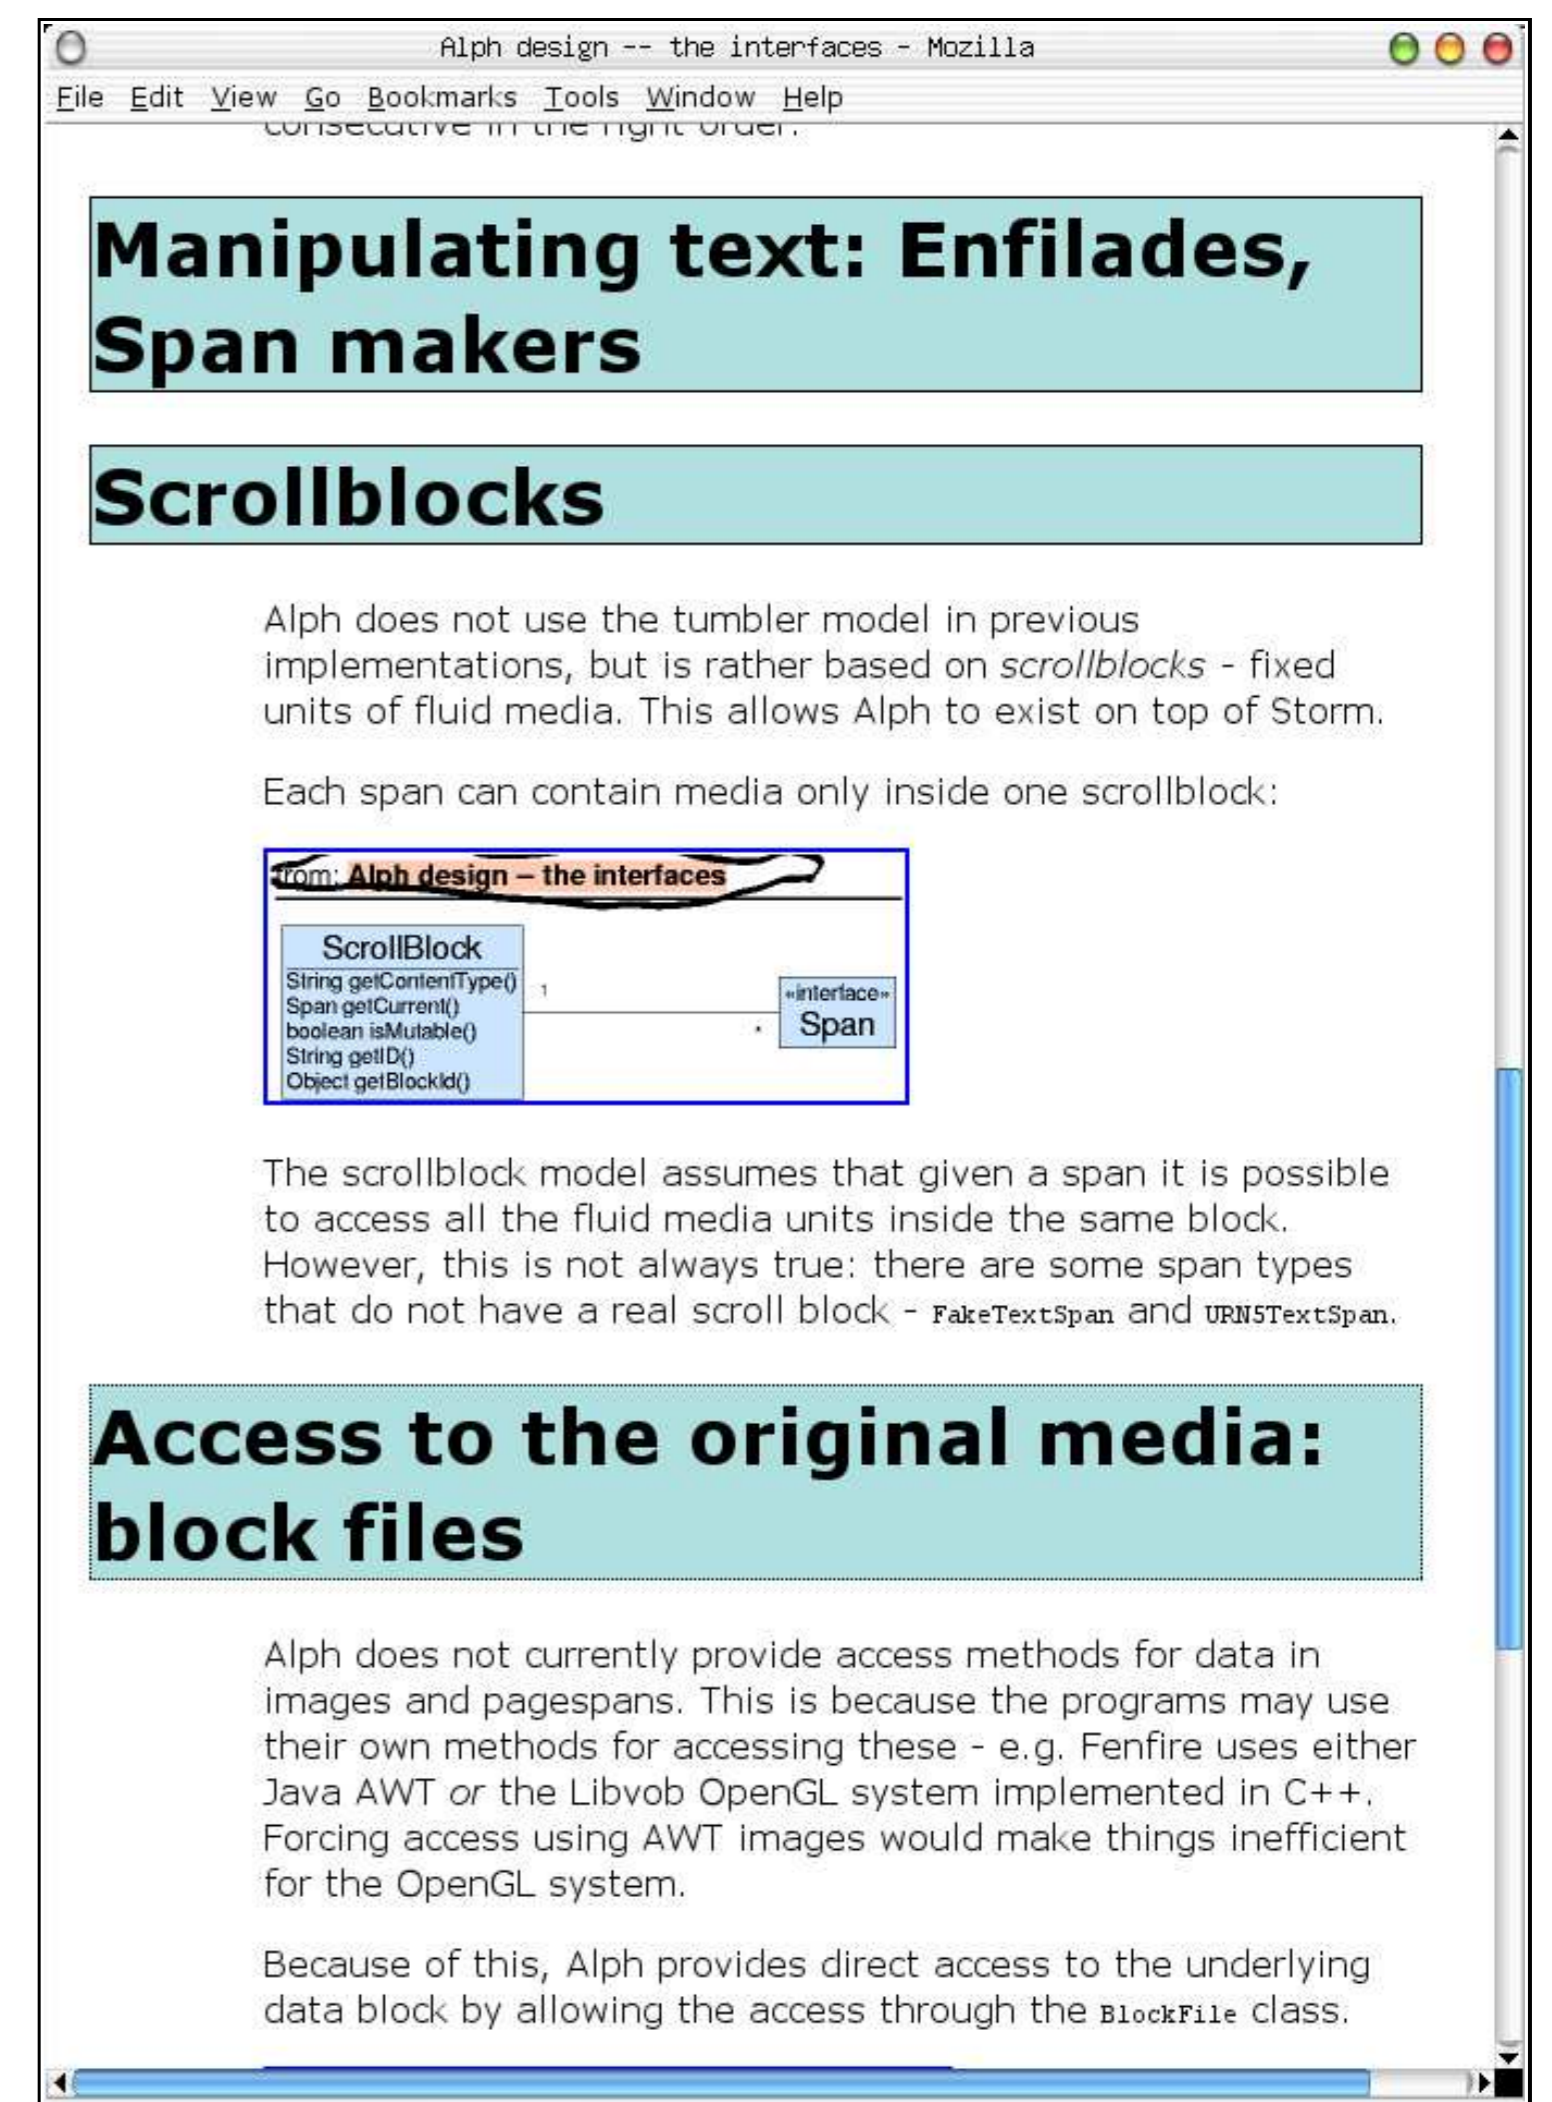 Alph design -- the interfaces - Mozilla
File Edit View Go Bookmarks Tools Window Help
consecutive in the right order.
Manipulating text: Enfilades,
Span makers
Scrollblocks
Alph does not use the tumbler model in previous
implementations, but is rather based on scrollblocks - fixed
units of fluid media. This allows Alph to exist on top of Storm.
Each span can contain media only inside one scrollblock:
from: Alph design – the interfaces
ScrollBlock
String getContentType()
Span getCurrent()
boolean isMutable()
String getID()
Object getBlockId()
1
*
«interface»
Span
The scrollblock model assumes that given a span it is possible
to access all the fluid media units inside the same block.
However, this is not always true: there are some span types
that do not have a real scroll block - FakeTextSpan and URN5TextSpan.
Access to the original media:
block files
Alph does not currently provide access methods for data in
images and pagespans. This is because the programs may use
their own methods for accessing these - e.g. Fenfire uses either
Java AWT or the Libvob OpenGL system implemented in C++.
Forcing access using AWT images would make things inefficient
for the OpenGL system.
Because of this, Alph provides direct access to the underlying
data block by allowing the access through the BlockFile class.